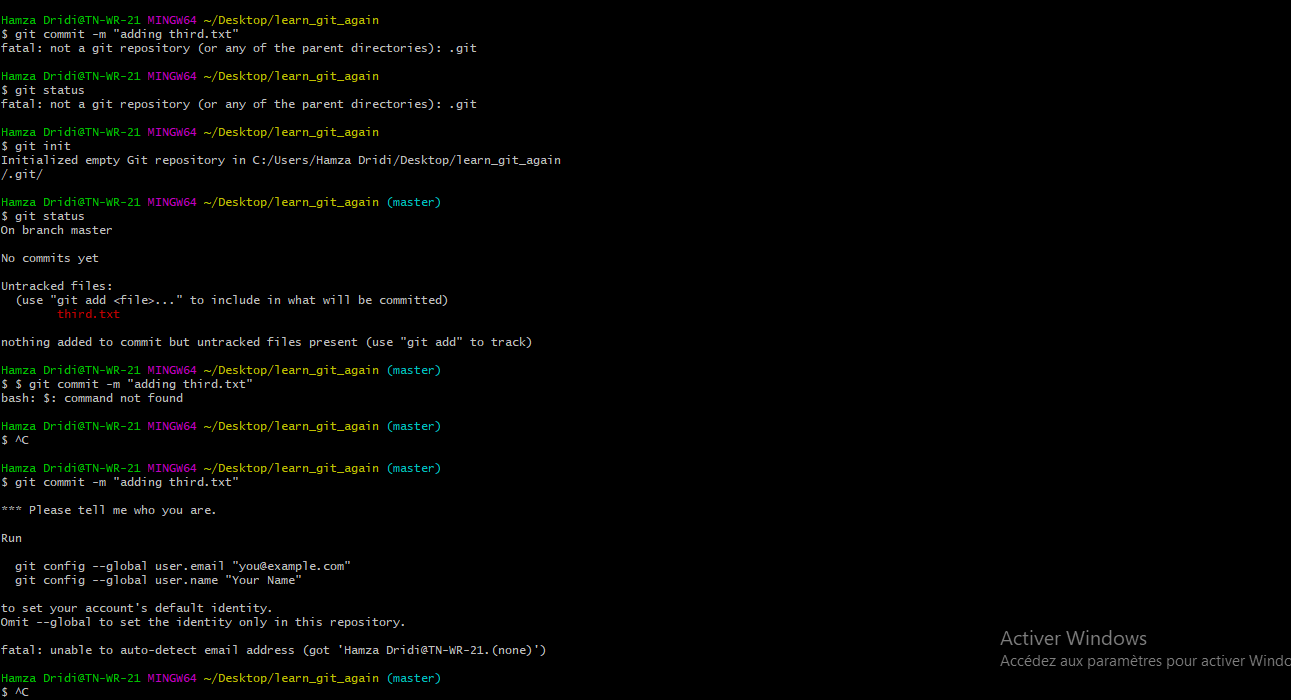 Hamza Dridi@TN-WR-21 MINGW64 ~/Desktop/learn_git_again
$ git commit -m "adding third.txt"
fatal: not a git repository (or any of the parent directories): .git
Hamza Dridi@TN-WR-21 MINGW64 ~/Desktop/learn_git_again
$ git status
fatal: not a git repository (or any of the parent directories): .git
Hamza Dridi@TN-WR-21 MINGW64 ~/Desktop/learn_git_again
$ git init
Initialized empty Git repository in C:/Users/Hamza Dridi/Desktop/learn_git_again
/.git/
Hamza Dridi@TN-WR-21 MINGW64 ~/Desktop/learn_git_again (master)
$ git status
On branch master
No commits yet
Untracked files:
  (use "git add <file>..." to include in what will be committed)
        third.txt
nothing added to commit but untracked files present (use "git add" to track)
Hamza Dridi@TN-WR-21 MINGW64 ~/Desktop/learn_git_again (master)
$ $ git commit -m "adding third.txt"
bash: $: command not found
Hamza Dridi@TN-WR-21 MINGW64 ~/Desktop/learn_git_again (master)
$ ^C
Hamza Dridi@TN-WR-21 MINGW64 ~/Desktop/learn_git_again (master)
$ git commit -m "adding third.txt"
*** Please tell me who you are.
Run
  git config --global user.email "you@example.com"
  git config --global user.name "Your Name"
to set your account's default identity.
Omit --global to set the identity only in this repository.
fatal: unable to auto-detect email address (got 'Hamza Dridi@TN-WR-21.(none)')
Hamza Dridi@TN-WR-21 MINGW64 ~/Desktop/learn_git_again (master)
$ ^C
Activer Windows
Accédez aux paramètres pour activer Windo